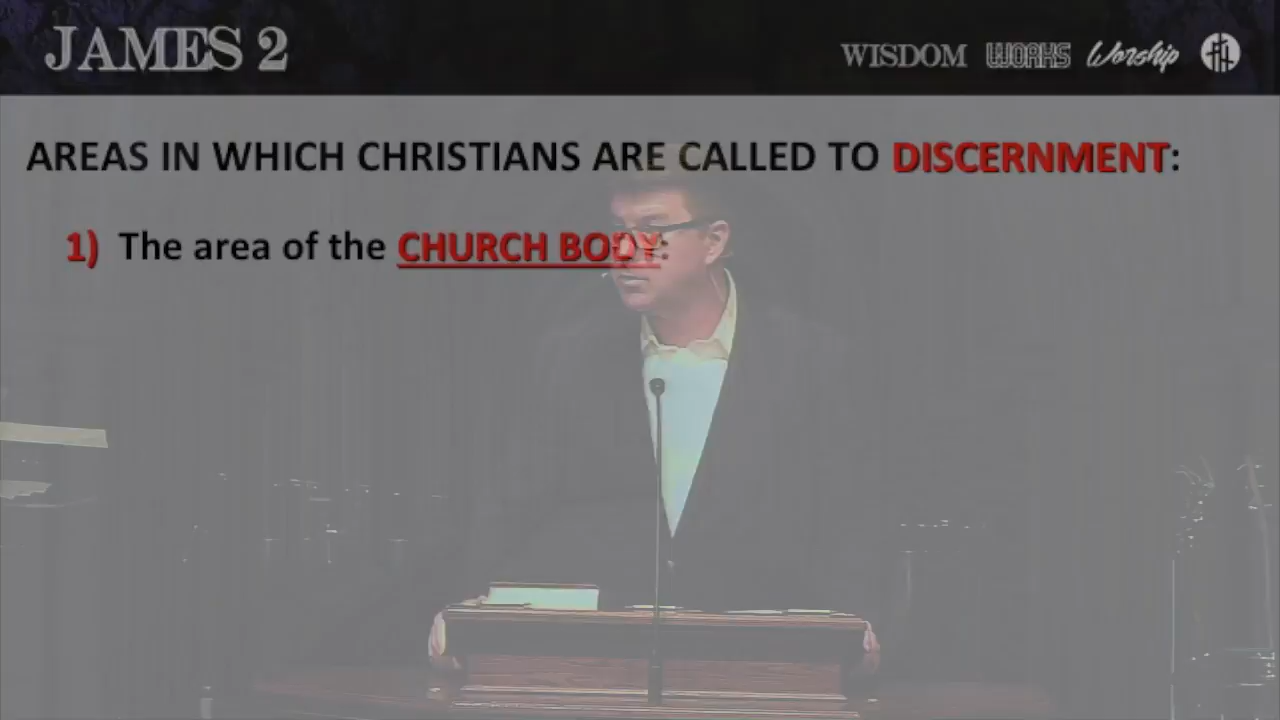 JAMES 2
WISDOM WORKS Worship
AREAS IN WHICH CHRISTIANS ARE CALLED TO DISCERNMENT:
1) The area of the CHURCH BODY: